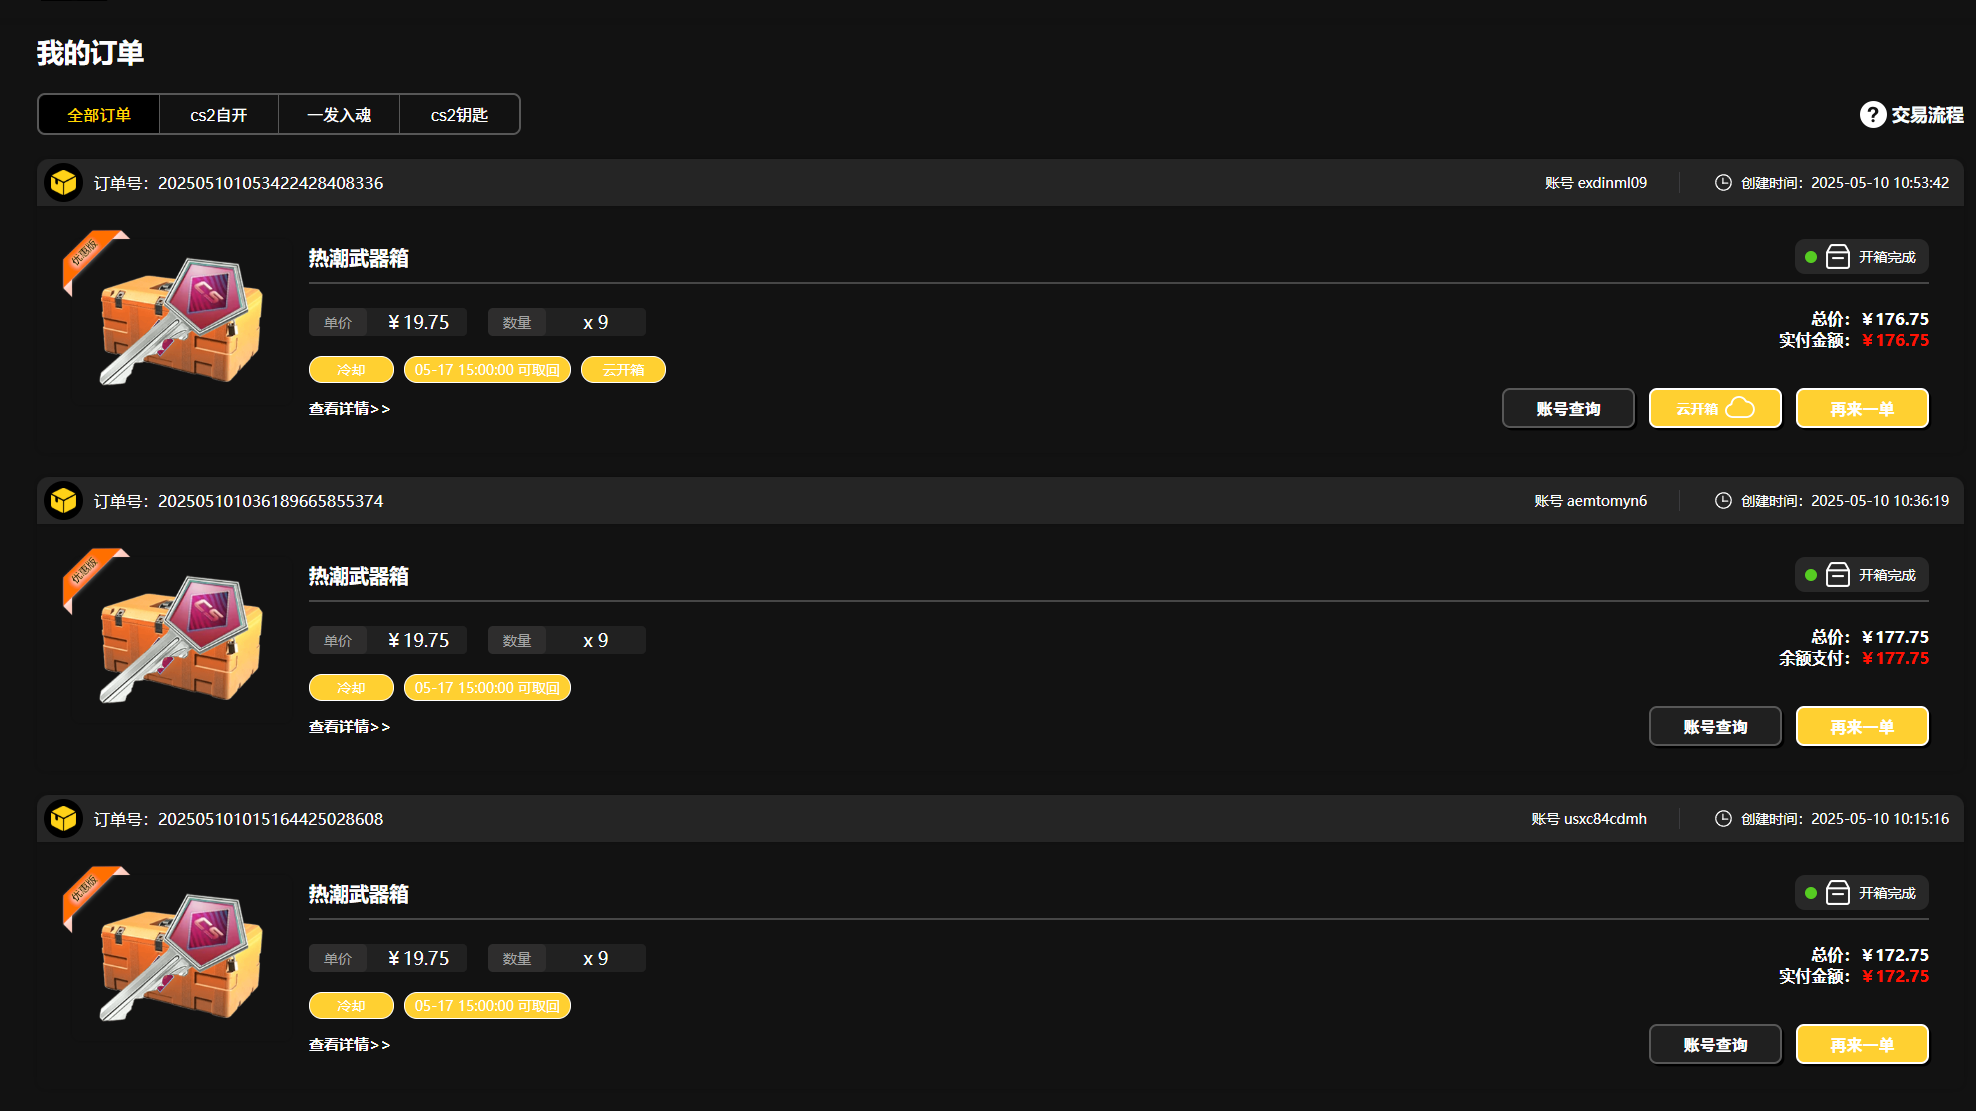 我的订单
全部订单 cs2自开 一发入魂 cs2钥匙
? 交易流程
订单号：202505101053422428408336 账号 exdinml09 创建时间：2025-05-10 10:53:42
优惠版
热潮武器箱 开箱完成
单价 ¥19.75 数量 x 9
总价：¥176.75
实付金额：¥176.75
冷却 05-17 15:00:00 可取回 云开箱
查看详情>> 账号查询 云开箱 再来一单
订单号：202505101036189665855374 账号 aemtomyn6 创建时间：2025-05-10 10:36:19
优惠版
热潮武器箱 开箱完成
单价 ¥19.75 数量 x 9
总价：¥177.75
余额支付：¥177.75
冷却 05-17 15:00:00 可取回
查看详情>> 账号查询 再来一单
订单号：202505101015164425028608 账号 usxc84cdmh 创建时间：2025-05-10 10:15:16
优惠版
热潮武器箱 开箱完成
单价 ¥19.75 数量 x 9
总价：¥172.75
实付金额：¥172.75
冷却 05-17 15:00:00 可取回
查看详情>> 账号查询 再来一单